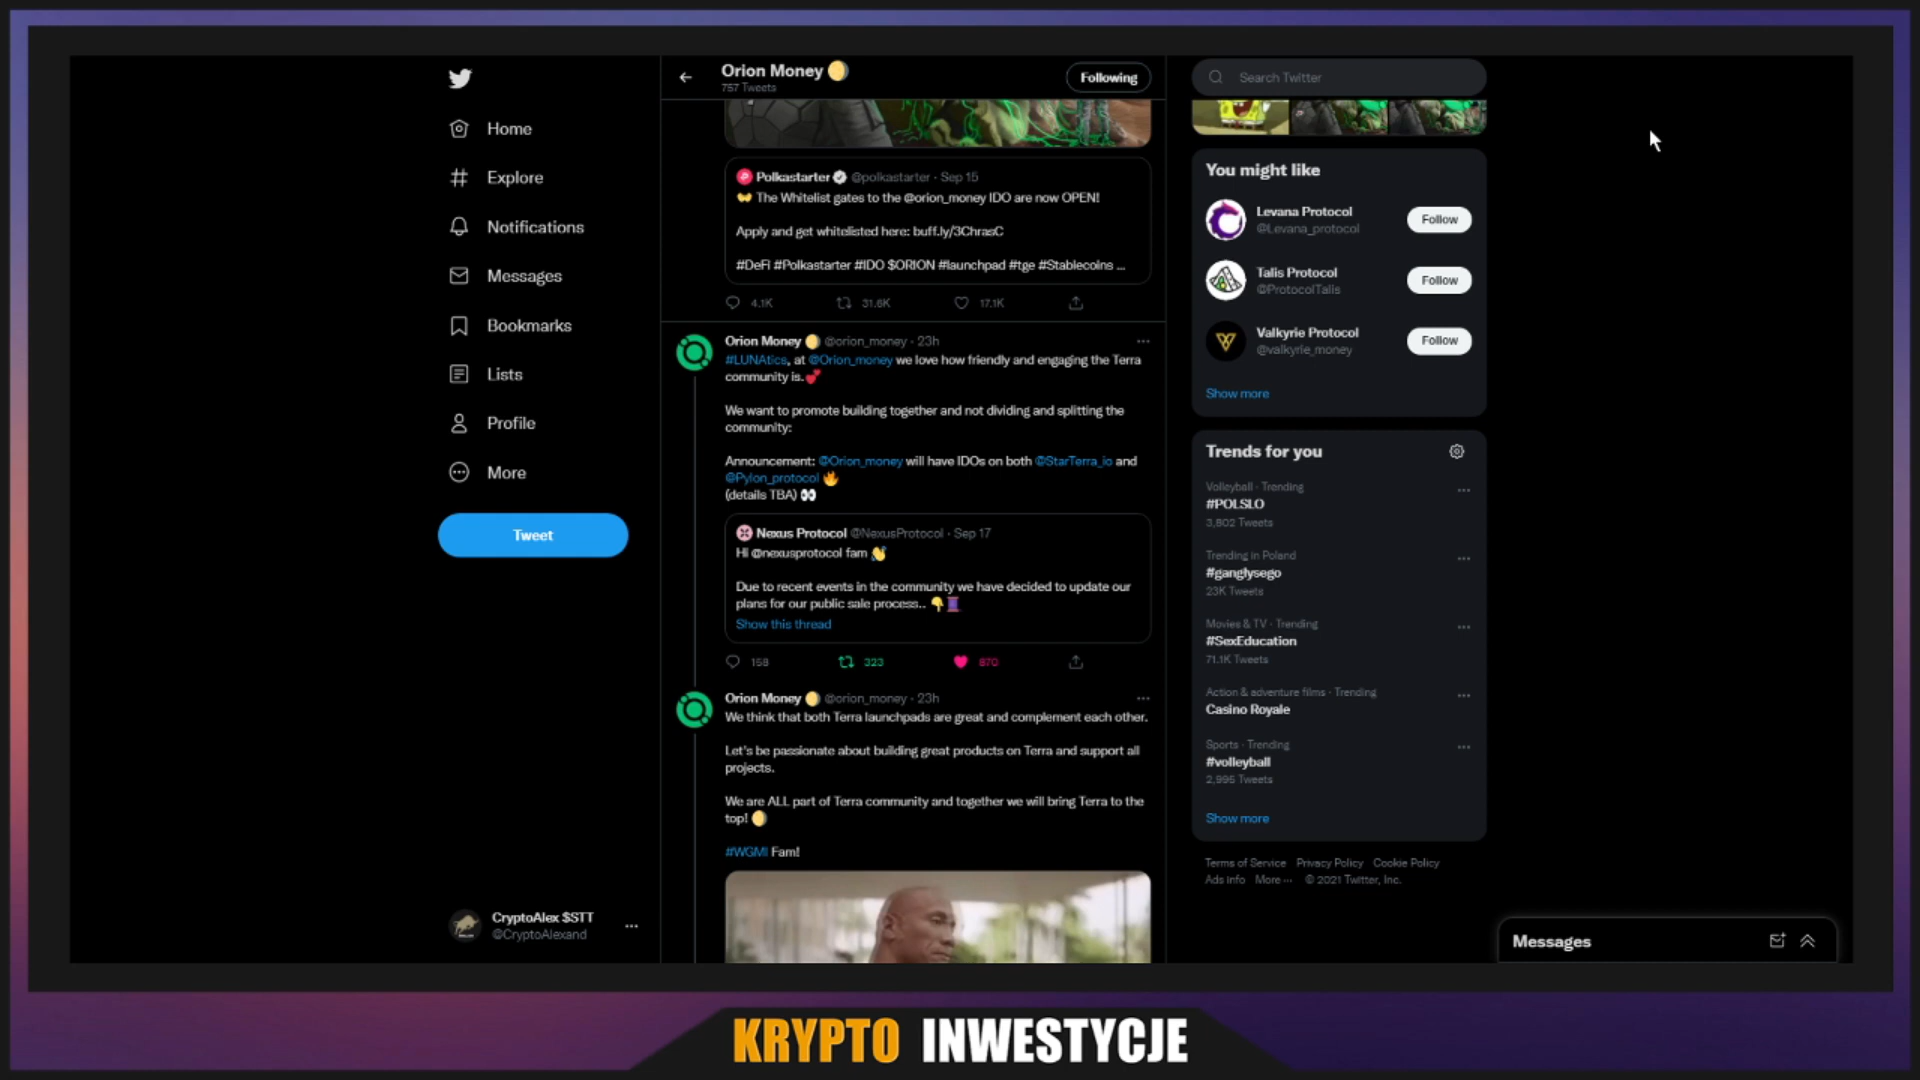 Home
Explore
Notifications
Messages
Bookmarks
Lists
Profile
More
Tweet
CryptoAlex $STT
@CryptoAlexand
Orion Money
757 Tweets
Following
Polkastarter @polkastarter · Sep 15
The Whitelist gates to the @orion_money IDO are now OPEN!
Apply and get whitelisted here: buff.ly/3ChrasC
#DeFI #Polkastarter #IDO $ORION #launchpad #tge #Stablecoins ...
4.1K 31.6K 17.1K
Orion Money @orion_money · 23h
#LUNAtics, at @Orion_money we love how friendly and engaging the Terra
community is.
We want to promote building together and not dividing and splitting the
community:
Announcement: @Orion_money will have IDOs on both @StarTerra_io and
@Pylon_protocol
(details TBA)
Nexus Protocol @NexusProtocol · Sep 17
Hi @nexusprotocol fam
Due to recent events in the community we have decided to update our
plans for our public sale process..
Show this thread
158 323 870
Orion Money @orion_money · 23h
We think that both Terra launchpads are great and complement each other.
Let's be passionate about building great products on Terra and support all
projects.
We are ALL part of Terra community and together we will bring Terra to the
top!
#WGMI Fam!
Search Twitter
You might like
Levana Protocol
@Levana_protocol
Follow
Talis Protocol
@ProtocolTalis
Follow
Valkyrie Protocol
@valkyrie_money
Follow
Show more
Trends for you
Volleyball · Trending
#POLSLO
3,802 Tweets
Trending in Poland
#ganglysego
23K Tweets
Movies & TV · Trending
#SexEducation
71.1K Tweets
Action & adventure films · Trending
Casino Royale
Sports · Trending
#volleyball
2,995 Tweets
Show more
Terms of Service Privacy Policy Cookie Policy
Ads info More ··· © 2021 Twitter, Inc.
Messages
KRYPTO INWESTYCJE